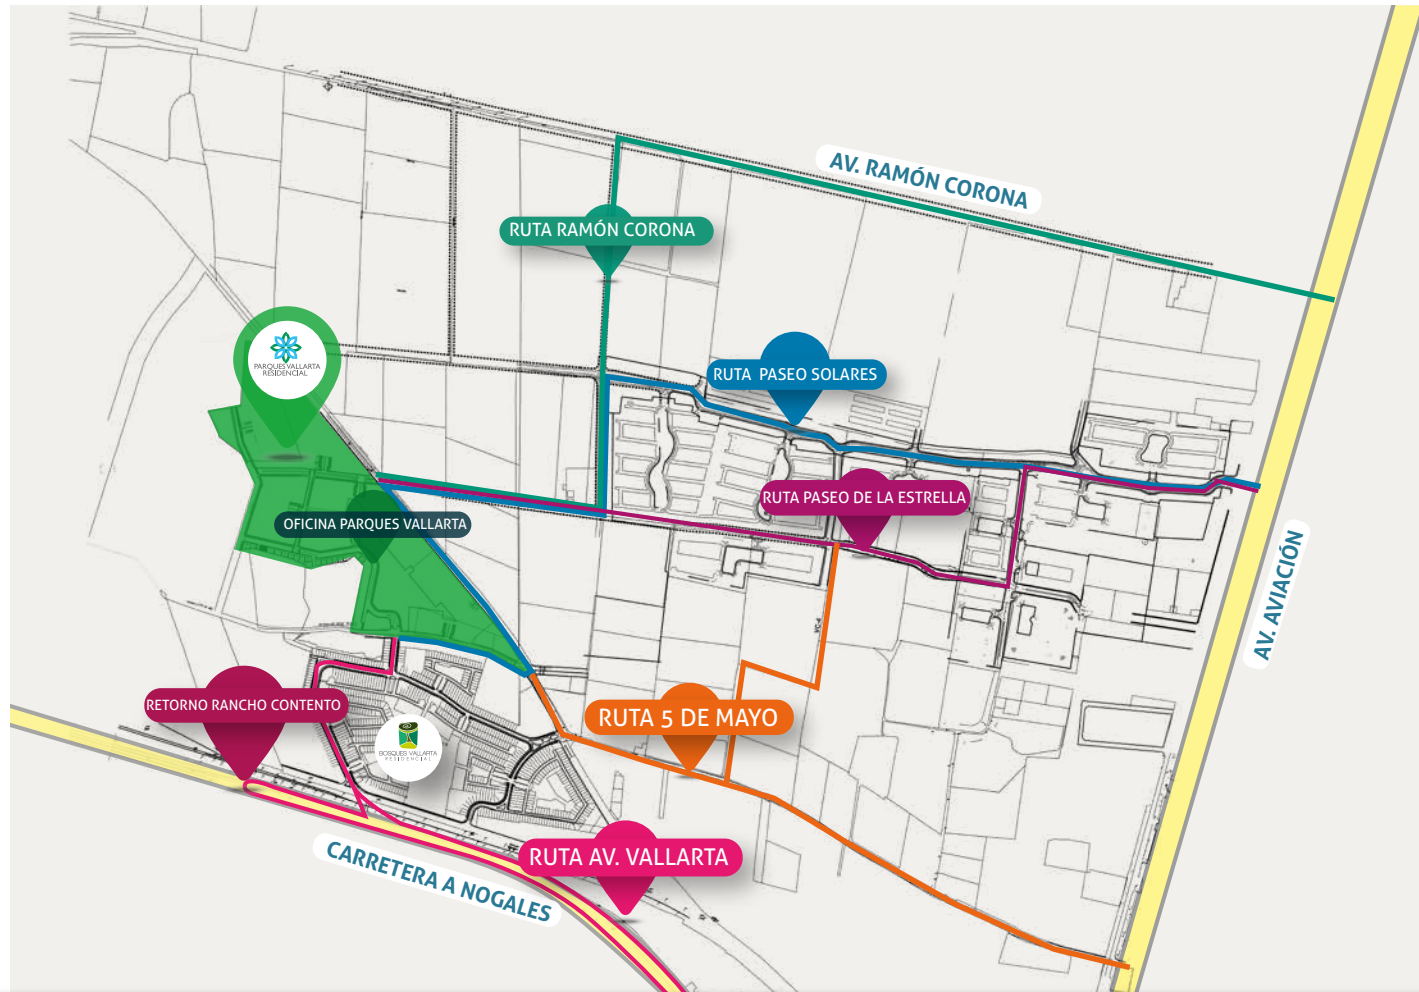 AV. RAMÓN CORONA
RUTA RAMÓN CORONA
PARQUES VALLARTA
RESIDENCIAL
RUTA PASEO SOLARES
RUTA PASEO DE LA ESTRELLA
OFICINA PARQUES VALLARTA
AV. AVIACIÓN
RETORNO RANCHO CONTENTO
RUTA 5 DE MAYO
BOSQUES VALLARTA
RESIDENCIAL
RUTA AV. VALLARTA
CARRETERA A NOGALES